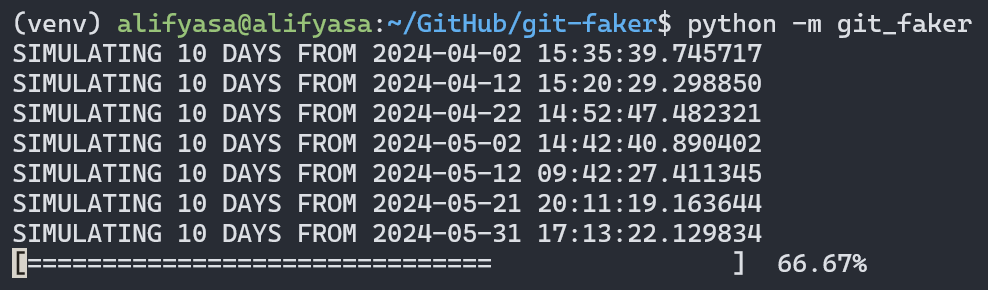 (venv) alifyasa@alifyasa:~/GitHub/git-faker$ python -m git_faker
SIMULATING 10 DAYS FROM 2024-04-02 15:35:39.745717
SIMULATING 10 DAYS FROM 2024-04-12 15:20:29.298850
SIMULATING 10 DAYS FROM 2024-04-22 14:52:47.482321
SIMULATING 10 DAYS FROM 2024-05-02 14:42:40.890402
SIMULATING 10 DAYS FROM 2024-05-12 09:42:27.411345
SIMULATING 10 DAYS FROM 2024-05-21 20:11:19.163644
SIMULATING 10 DAYS FROM 2024-05-31 17:13:22.129834
[===============================                ]  66.67%